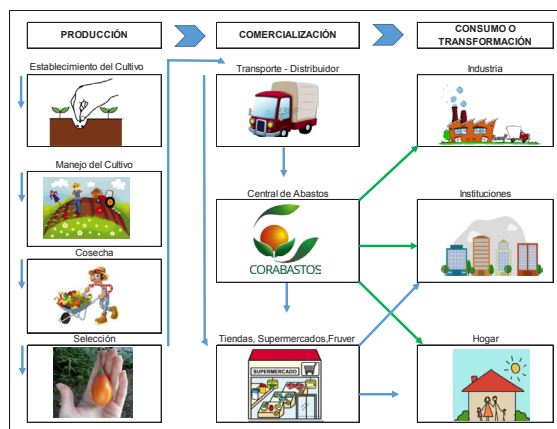 PRODUCCIÓN
COMERCIALIZACIÓN
CONSUMO O
TRANSFORMACIÓN
Establecimiento del Cultivo
Transporte - Distribuidor
Industria
Manejo del Cultivo
Central de Abastos
CORABASTOS
Instituciones
Cosecha
Selección
Tiendas, Supermercados,Fruver
SUPERMERCADO
Hogar